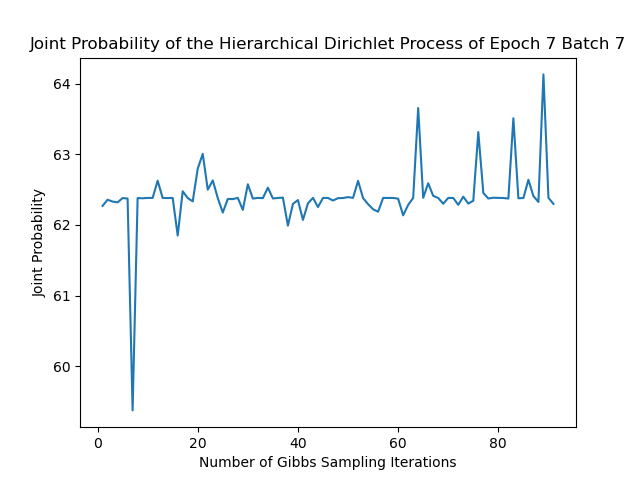 Joint Probability of the Hierarchical Dirichlet Process of Epoch 7 Batch 7
64
63
62
61
60
Joint Probability
0 20 40 60 80
Number of Gibbs Sampling Iterations